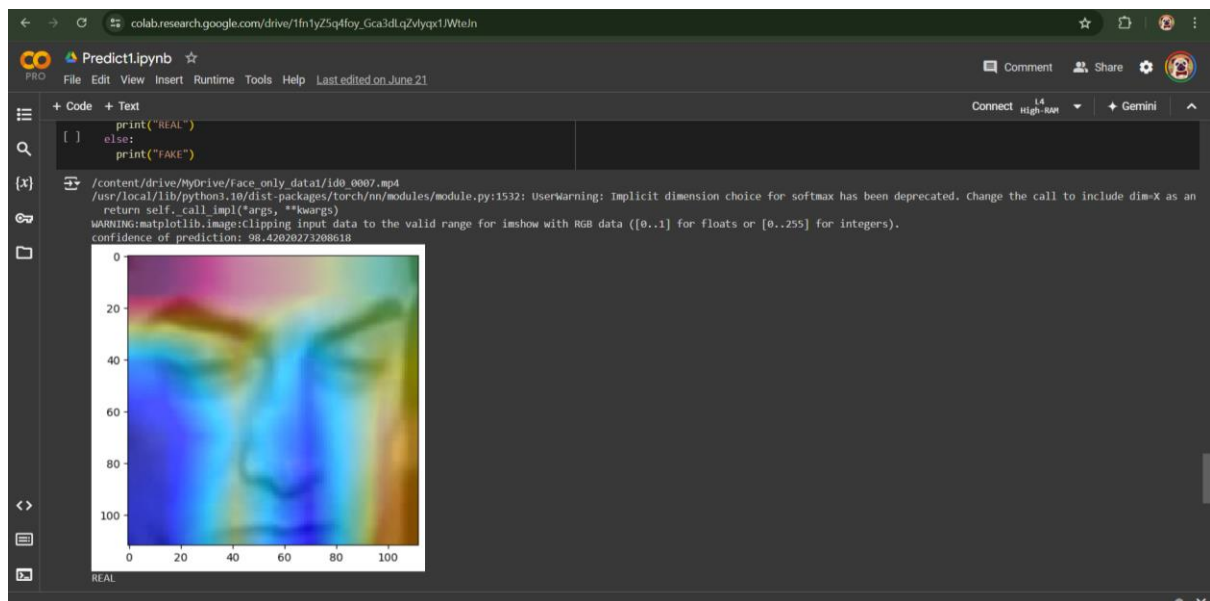 colab.research.google.com/drive/1fn1yZ5q4foy_Gca3dLqZvlyqx1JWteJn
CO Predict1.ipynb
PRO File Edit View Insert Runtime Tools Help Last edited on June 21
Comment Share
+ Code + Text
Connect L4 High-RAM Gemini
print("REAL")
[ ] else:
print("FAKE")
{x}
/content/drive/MyDrive/Face_only_data1/id0_0007.mp4
/usr/local/lib/python3.10/dist-packages/torch/nn/modules/module.py:1532: UserWarning: Implicit dimension choice for softmax has been deprecated. Change the call to include dim=X as an
return self._call_impl(*args, **kwargs)
WARNING:matplotlib.image:Clipping input data to the valid range for imshow with RGB data ([0..1] for floats or [0..255] for integers).
confidence of prediction: 98.42020273208618
0
20
40
60
80
100
0 20 40 60 80 100
REAL